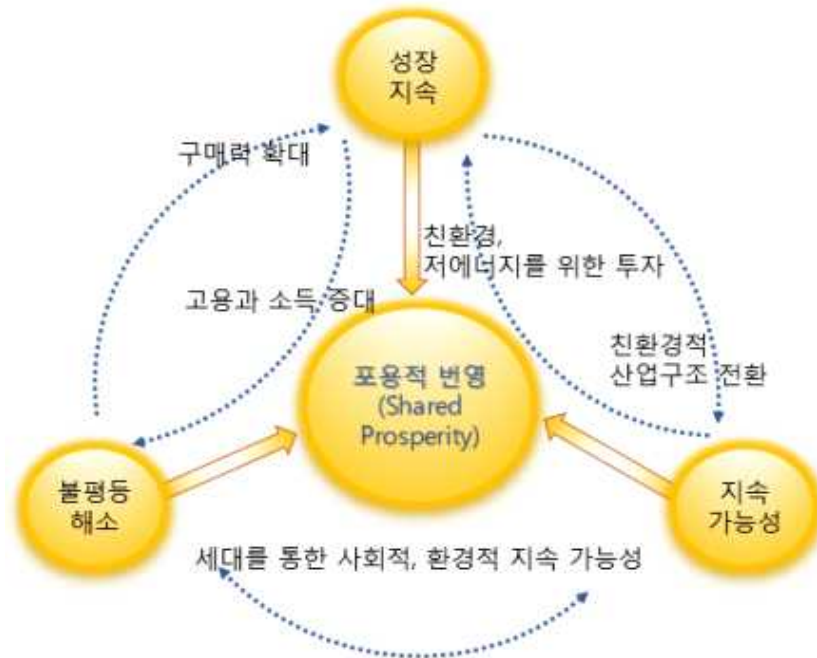 성장
지속
구매력 확대
친환경,
저에너지를 위한 투자
고용과 소득 증대
친환경적
산업구조 전환
포용적 번영
(Shared
Prosperity)
불평등
해소
지속
가능성
세대를 통한 사회적, 환경적 지속 가능성